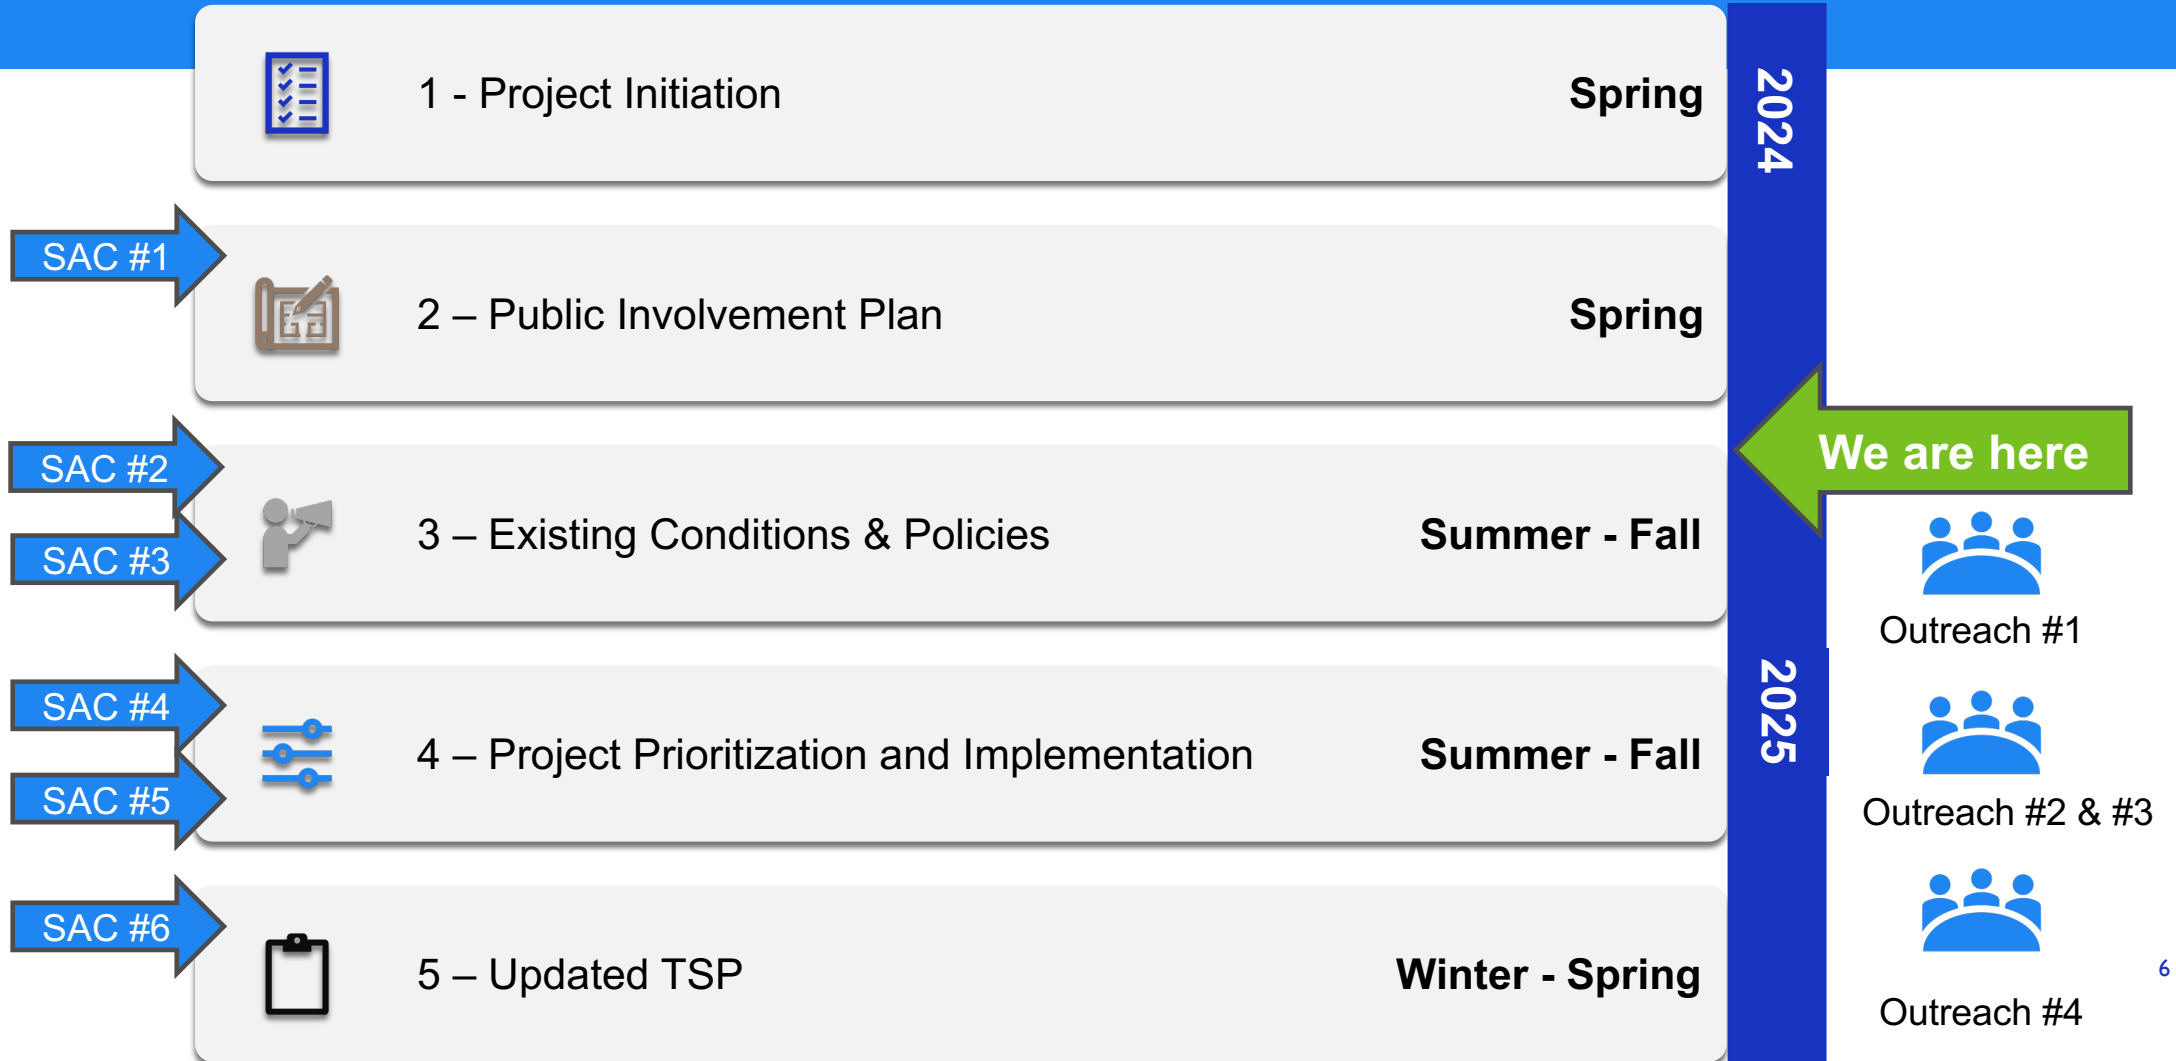 1 - Project Initiation
Spring
2024
SAC #1
2 – Public Involvement Plan
Spring
We are here
SAC #2
SAC #3
3 – Existing Conditions & Policies
Summer - Fall
Outreach #1
2025
SAC #4
SAC #5
4 – Project Prioritization and Implementation
Summer - Fall
Outreach #2 & #3
SAC #6
5 – Updated TSP
Winter - Spring
Outreach #4
6